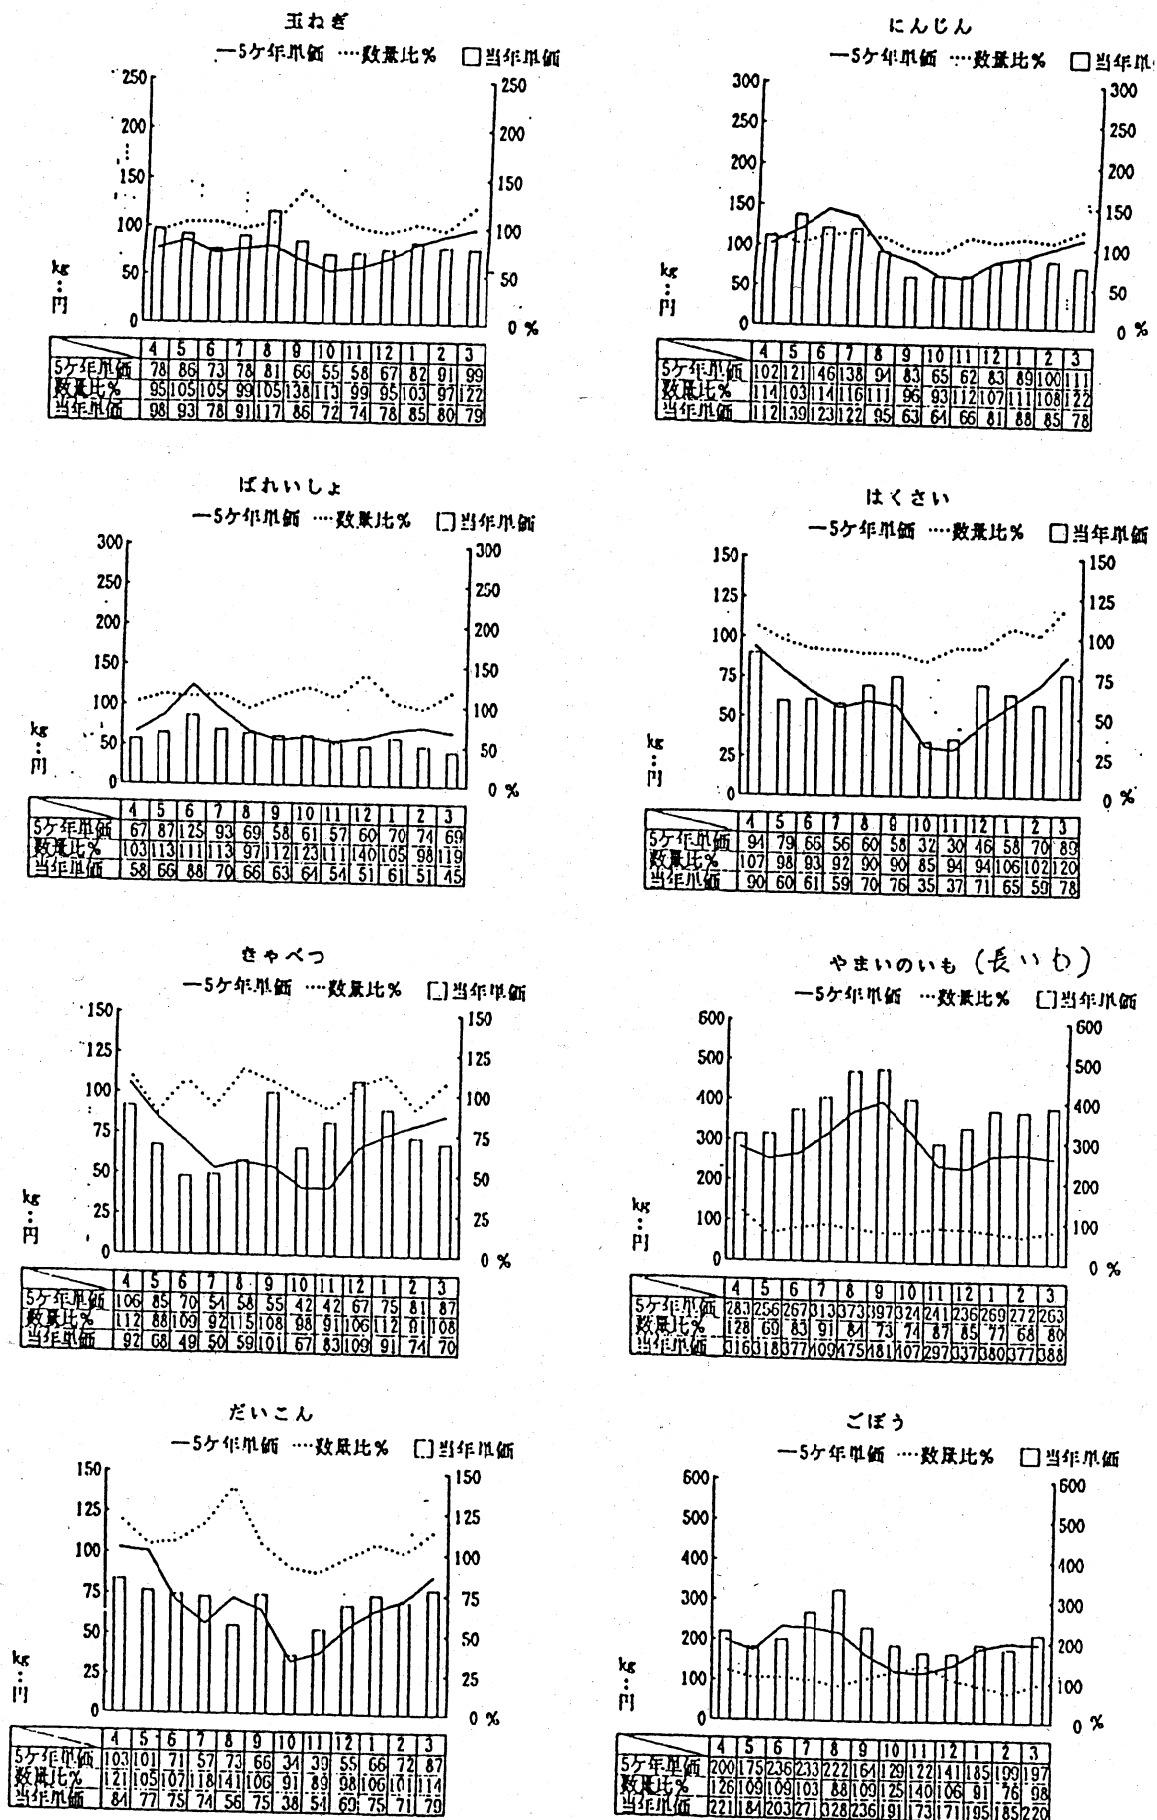 玉ねぎ
―5ケ年単価 ‥‥数量比% □当年単価
250
200
150
100
50
0
250
200
150
100
50
0 %
kg
:
円
4 5 6 7 8 9 10 11 12 1 2 3
5ケ年単価 78 86 73 78 81 66 55 58 67 82 91 99
数量比% 95 105 105 99 105 138 113 99 95 103 97 122
当年単価 98 93 78 91 117 86 72 74 78 85 80 79
にんじん
―5ケ年単価 ‥‥数量比% □当年単
300
250
200
150
100
50
0
300
250
200
150
100
50
0 %
kg
:
円
4 5 6 7 8 9 10 11 12 1 2 3
5ケ年単価 102 121 146 138 94 83 65 62 83 89 100 111
数量比% 114 103 114 116 111 96 93 112 107 111 108 122
当年単価 112 139 123 122 95 63 64 66 81 88 85 78
ばれいしょ
―5ケ年単価 ‥‥数量比% □当年単価
300
250
200
150
100
50
0
300
250
200
150
100
50
0 %
kg
:
円
4 5 6 7 8 9 10 11 12 1 2 3
5ケ年単価 67 87 125 93 69 58 61 57 60 70 74 69
数量比% 103 113 111 113 97 112 123 111 140 105 98 119
当年単価 58 66 88 70 66 63 64 54 51 61 51 45
はくさい
―5ケ年単価 ‥‥数量比% □当年単価
150
125
100
75
50
25
0
150
125
100
75
50
25
0 %
kg
:
円
4 5 6 7 8 9 10 11 12 1 2 3
5ケ年単価 94 79 66 56 60 58 32 30 46 58 70 89
数量比% 107 98 93 92 90 90 85 94 94 106 102 120
当年単価 90 60 61 59 70 76 35 37 71 65 59 78
きゃべつ
―5ケ年単価 ‥‥数量比% □当年単価
150
125
100
75
50
25
0
150
125
100
75
50
25
0 %
kg
:
円
4 5 6 7 8 9 10 11 12 1 2 3
5ケ年単価 106 85 70 54 58 55 42 42 67 75 81 87
数量比% 112 88 109 92 115 108 98 91 106 112 91 108
当年単価 92 68 49 50 59 101 67 83 109 91 74 70
やまいのいも (長いも)
―5ケ年単価 ‥‥数量比% □当年単価
600
500
400
300
200
100
0
600
500
400
300
200
100
0 %
kg
:
円
4 5 6 7 8 9 10 11 12 1 2 3
5ケ年単価 283 256 267 313 373 397 324 241 236 269 272 263
数量比% 128 69 83 91 84 73 74 87 85 77 68 80
当年単価 316 318 377 409 475 481 407 297 337 380 377 388
だいこん
―5ケ年単価 ‥‥数量比% □当年単価
150
125
100
75
50
25
0
150
125
100
75
50
25
0 %
kg
:
円
4 5 6 7 8 9 10 11 12 1 2 3
5ケ年単価 103 101 71 57 73 66 34 39 55 66 72 87
数量比% 121 105 107 118 141 106 91 89 98 106 101 114
当年単価 84 77 75 74 56 75 38 54 69 75 71 79
ごぼう
―5ケ年単価 ‥‥数量比% □当年単価
600
500
400
300
200
100
0
600
500
400
300
200
100
0 %
kg
:
円
4 5 6 7 8 9 10 11 12 1 2 3
5ケ年単価 200 175 236 233 222 164 129 122 141 185 199 197
数量比% 126 109 109 103 88 109 125 140 106 91 76 98
当年単価 221 184 203 271 328 236 191 173 171 195 185 220